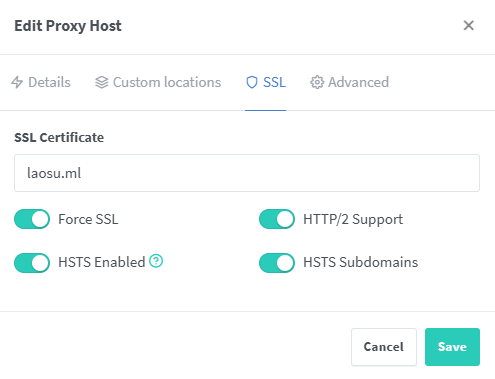 Edit Proxy Host
Details Custom locations SSL Advanced
SSL Certificate
laosu.ml
Force SSL HTTP/2 Support
HSTS Enabled ? HSTS Subdomains
Cancel Save